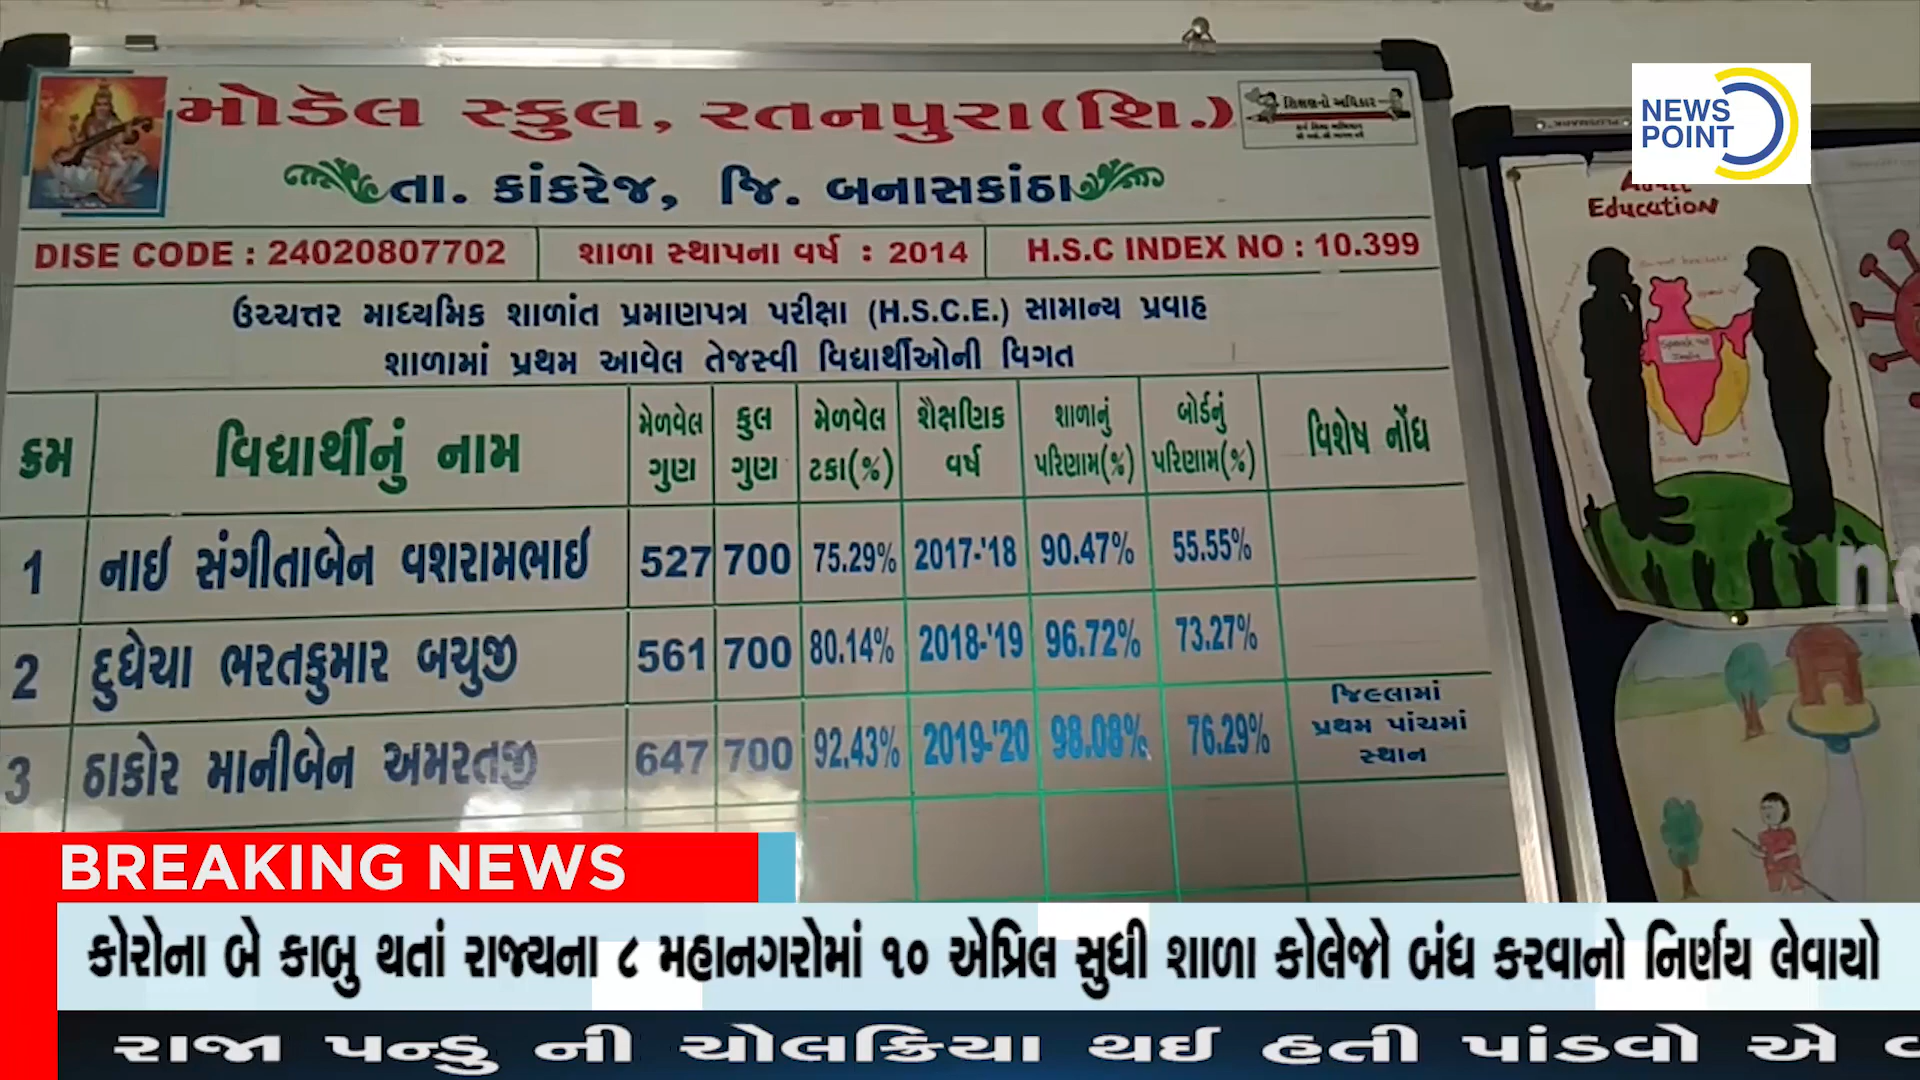 મોડેલ સ્કુલ, રતનપુરા(શિ.)
શિક્ષણનો અધિકાર
તા. કાંકરેજ, જિ. બનાસકાંઠા
DISE CODE : 24020807702
શાળા સ્થાપના વર્ષ : 2014
H.S.C INDEX NO : 10.399
ઉચ્ચત્તર માધ્યમિક શાળાંત પ્રમાણપત્ર પરીક્ષા (H.S.C.E.) સામાન્ય પ્રવાહ
શાળામાં પ્રથમ આવેલ તેજસ્વી વિદ્યાર્થીઓની વિગત
ક્રમ વિદ્યાર્થીનું નામ મેળવેલ ગુણ કુલ ગુણ મેળવેલ ટકા(%) શૈક્ષણિક વર્ષ શાળાનું પરિણામ(%) બોર્ડનું પરિણામ(%) વિશેષ નોંધ
1 નાઈ સંગીતાબેન વશરામભાઈ 527 700 75.29% 2017-'18 90.47% 55.55%
2 દુધેચા ભરતકુમાર બચુજી 561 700 80.14% 2018-'19 96.72% 73.27%
3 ઠાકોર માનીબેન અમરતજી 647 700 92.43% 2019-'20 98.08% 76.29% જિલ્લામાં પ્રથમ પાંચમાં સ્થાન
NEWS
POINT
Education
ne
BREAKING NEWS
કોરોના બે કાબુ થતાં રાજ્યના ૮ મહાનગરોમાં ૧૦ એપ્રિલ સુધી શાળા કોલેજો બંધ કરવાનો નિર્ણય લેવાયો
રાજા પન્ડુ ની ચોલક્રિયા થઈ હતી પાંડવો એ વ